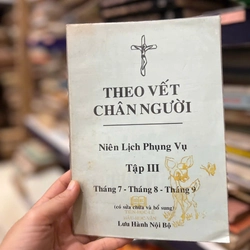 THEO VẾT
CHÂN NGƯỜI
Niên Lịch Phụng Vụ
Tập III
Tháng 7 - Tháng 8 - Tháng 9
(có sửa chữa và bổ sung)
Lưu Hành Nội Bộ